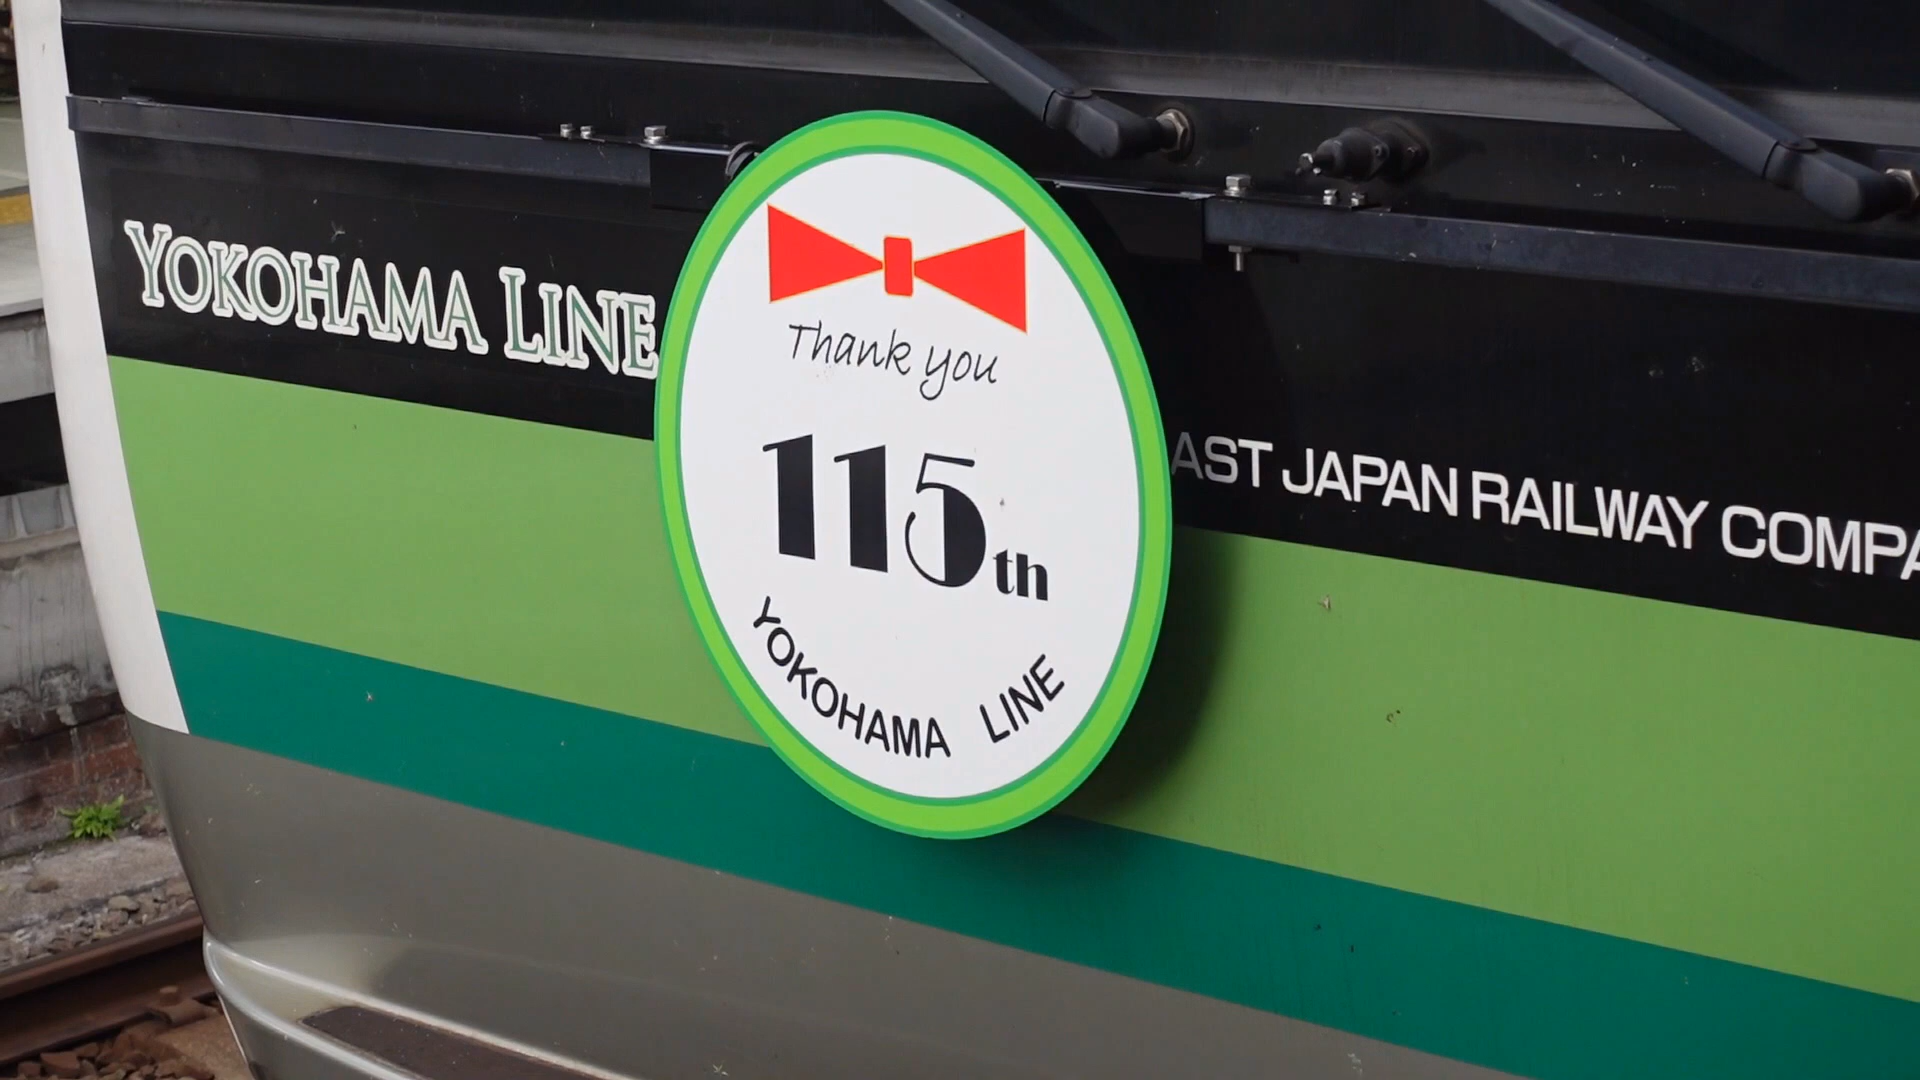 YOKOHAMA LINE
Thank you
115th
YOKOHAMA LINE
AST JAPAN RAILWAY COMPA